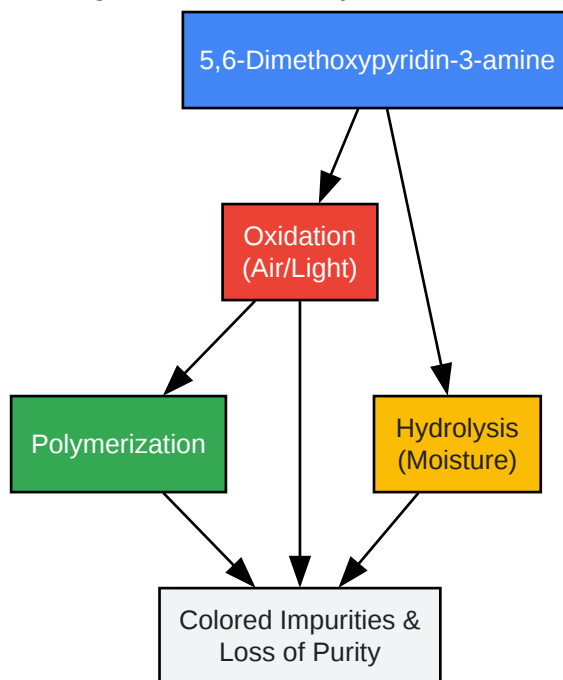 5,6-Dimethoxypyridin-3-amine
Oxidation
(Air/Light)
Polymerization
Hydrolysis
(Moisture)
Colored Impurities &
Loss of Purity